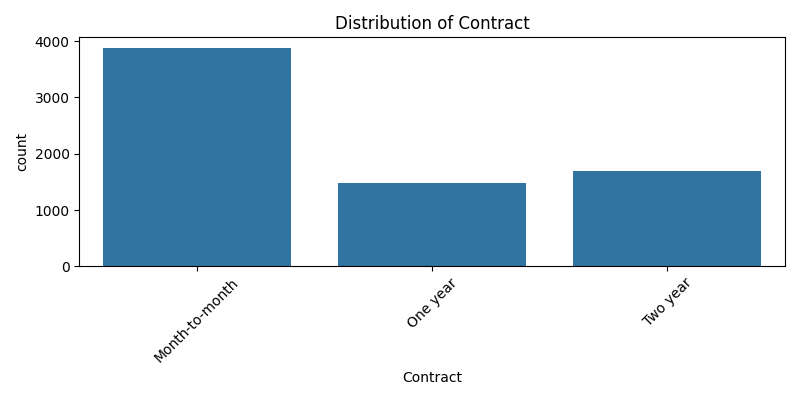 Distribution of Contract
4000
3000
2000
1000
0
count
Month-to-month
One year
Two year
Contract